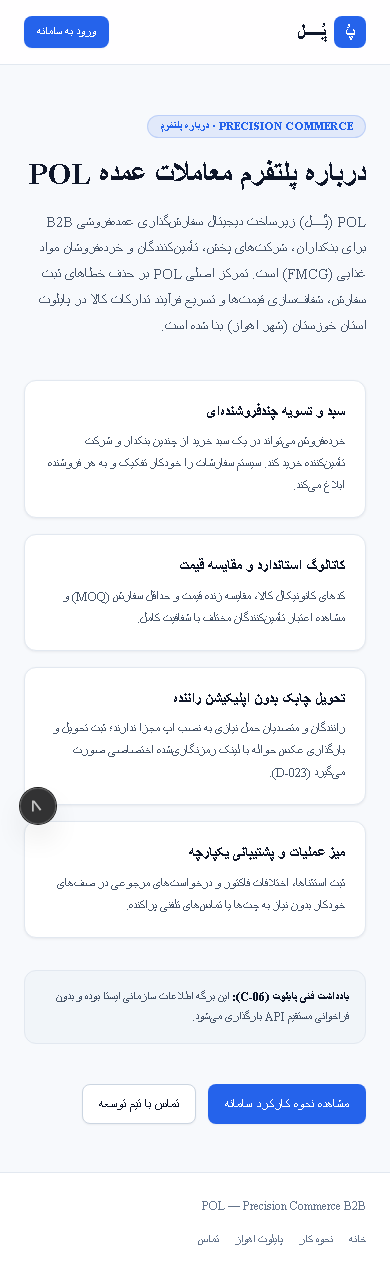 پُ
پُـــل
ورود به سامانه
PRECISION COMMERCE • درباره پلتفرم
درباره پلتفرم معاملات عمده POL
POL (پُـــل) زیرساخت دیجیتال سفارش‌گذاری عمده‌فروشی B2B
برای بنکداران، شرکت‌های پخش، تأمین‌کنندگان و خرده‌فروشان مواد
غذایی (FMCG) است. تمرکز اصلی POL بر حذف خطاهای ثبت
سفارش، شفاف‌سازی قیمت‌ها و تسریع فرآیند تدارکات کالا در پایلوت
استان خوزستان (شهر اهواز) بنا شده است.
سبد و تسویه چندفروشنده‌ای
خرده‌فروش می‌تواند در یک سبد خرید از چندین بنکدار و شرکت
تأمین‌کننده خرید کند. سیستم سفارشات را خودکار تفکیک و به هر فروشنده
ابلاغ می‌کند.
کاتالوگ استاندارد و مقایسه قیمت
کدهای کانونیکال کالا، مقایسه زنده قیمت و حداقل سفارش (MOQ) و
مشاهده اعتبار تأمین‌کنندگان مختلف با شفافیت کامل.
تحویل چابک بدون اپلیکیشن راننده
رانندگان و متصدیان حمل نیازی به نصب اپ مجزا ندارند؛ ثبت تحویل و
بارگذاری عکس حواله با لینک رمزنگاری‌شده اختصاصی صورت
می‌گیرد (D-023).
میز عملیات و پشتیبانی یکپارچه
ثبت استثناها، اختلافات فاکتور و درخواست‌های مرجوعی در صف‌های
خودکار بدون نیاز به چت‌ها یا تماس‌های تلفنی پراکنده.
یادداشت فنی پایلوت (C-06): این برگه اطلاعات سازمانی ایستا بوده و بدون
فراخوانی مستقیم API بارگذاری می‌شود.
مشاهده نحوه کارکرد سامانه
تماس با تیم توسعه
POL — Precision Commerce B2B
خانه نحوه کار پایلوت اهواز تماس